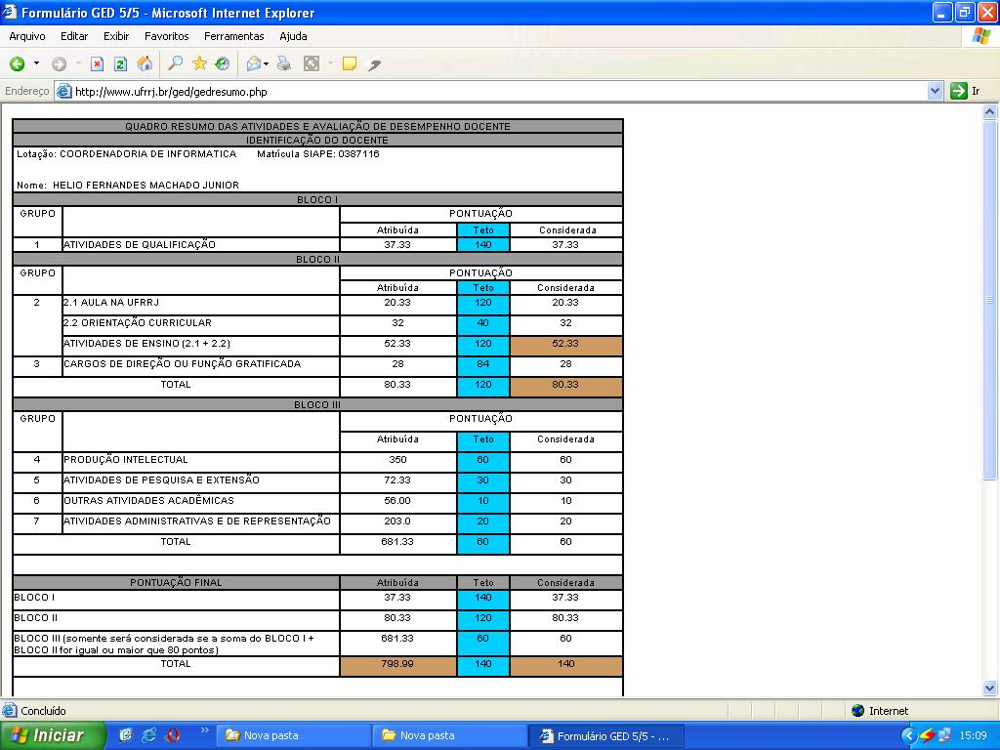 Formulário GED 5/5 - Microsoft Internet Explorer
Arquivo Editar Exibir Favoritos Ferramentas Ajuda
Endereço http://www.ufrrj.br/ged/gedresumo.php Ir
QUADRO RESUMO DAS ATIVIDADES E AVALIAÇÃO DE DESEMPENHO DOCENTE
IDENTIFICAÇÃO DO DOCENTE
Lotação: COORDENADORIA DE INFORMATICA Matrícula SIAPE: 0387116
Nome: HELIO FERNANDES MACHADO JUNIOR
BLOCO I
GRUPO PONTUAÇÃO
Atribuída Teto Considerada
1 ATIVIDADES DE QUALIFICAÇÃO 37.33 140 37.33
BLOCO II
GRUPO PONTUAÇÃO
Atribuída Teto Considerada
2 2.1 AULA NA UFRRJ 20.33 120 20.33
2.2 ORIENTAÇÃO CURRICULAR 32 40 32
ATIVIDADES DE ENSINO (2.1 + 2.2) 52.33 120 52.33
3 CARGOS DE DIREÇÃO OU FUNÇÃO GRATIFICADA 28 84 28
TOTAL 80.33 120 80.33
BLOCO III
GRUPO PONTUAÇÃO
Atribuída Teto Considerada
4 PRODUÇÃO INTELECTUAL 350 60 60
5 ATIVIDADES DE PESQUISA E EXTENSÃO 72.33 30 30
6 OUTRAS ATIVIDADES ACADÊMICAS 56.00 10 10
7 ATIVIDADES ADMINISTRATIVAS E DE REPRESENTAÇÃO 203.0 20 20
TOTAL 681.33 60 60
PONTUAÇÃO FINAL Atribuída Teto Considerada
BLOCO I 37.33 140 37.33
BLOCO II 80.33 120 80.33
BLOCO III (somente será considerada se a soma do BLOCO I + 681.33 60 60
BLOCO II for igual ou maior que 80 pontos)
TOTAL 798.99 140 140
Concluído Internet
Iniciar » Nova pasta Nova pasta Formulário GED 5/5 - ... 15:09